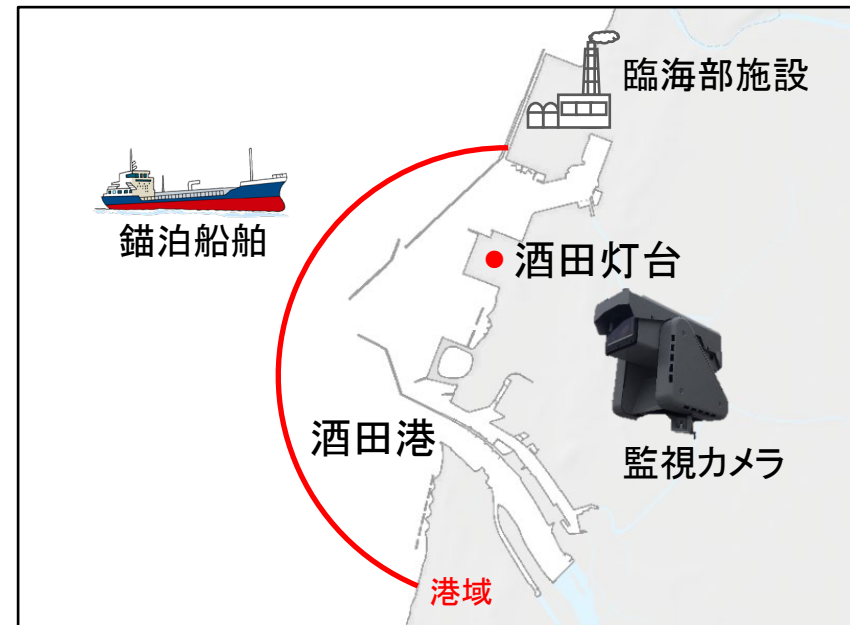 臨海部施設
錨泊船舶
酒田灯台
酒田港
監視カメラ
港域